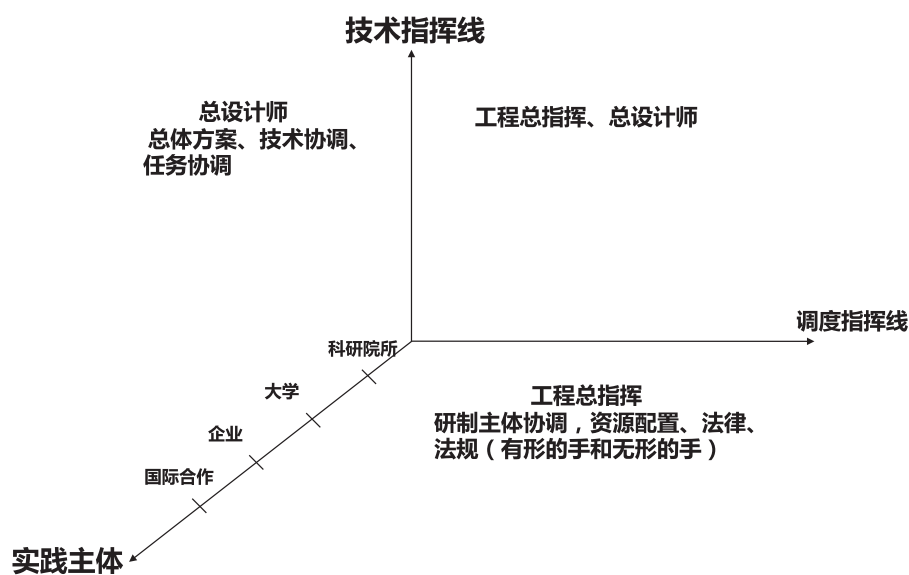 技术指挥线
总设计师
总体方案、技术协调、
任务协调
工程总指挥、总设计师
调度指挥线
科研院所
大学
企业
国际合作
实践主体
工程总指挥
研制主体协调，资源配置、法律、
法规（有形的手和无形的手）